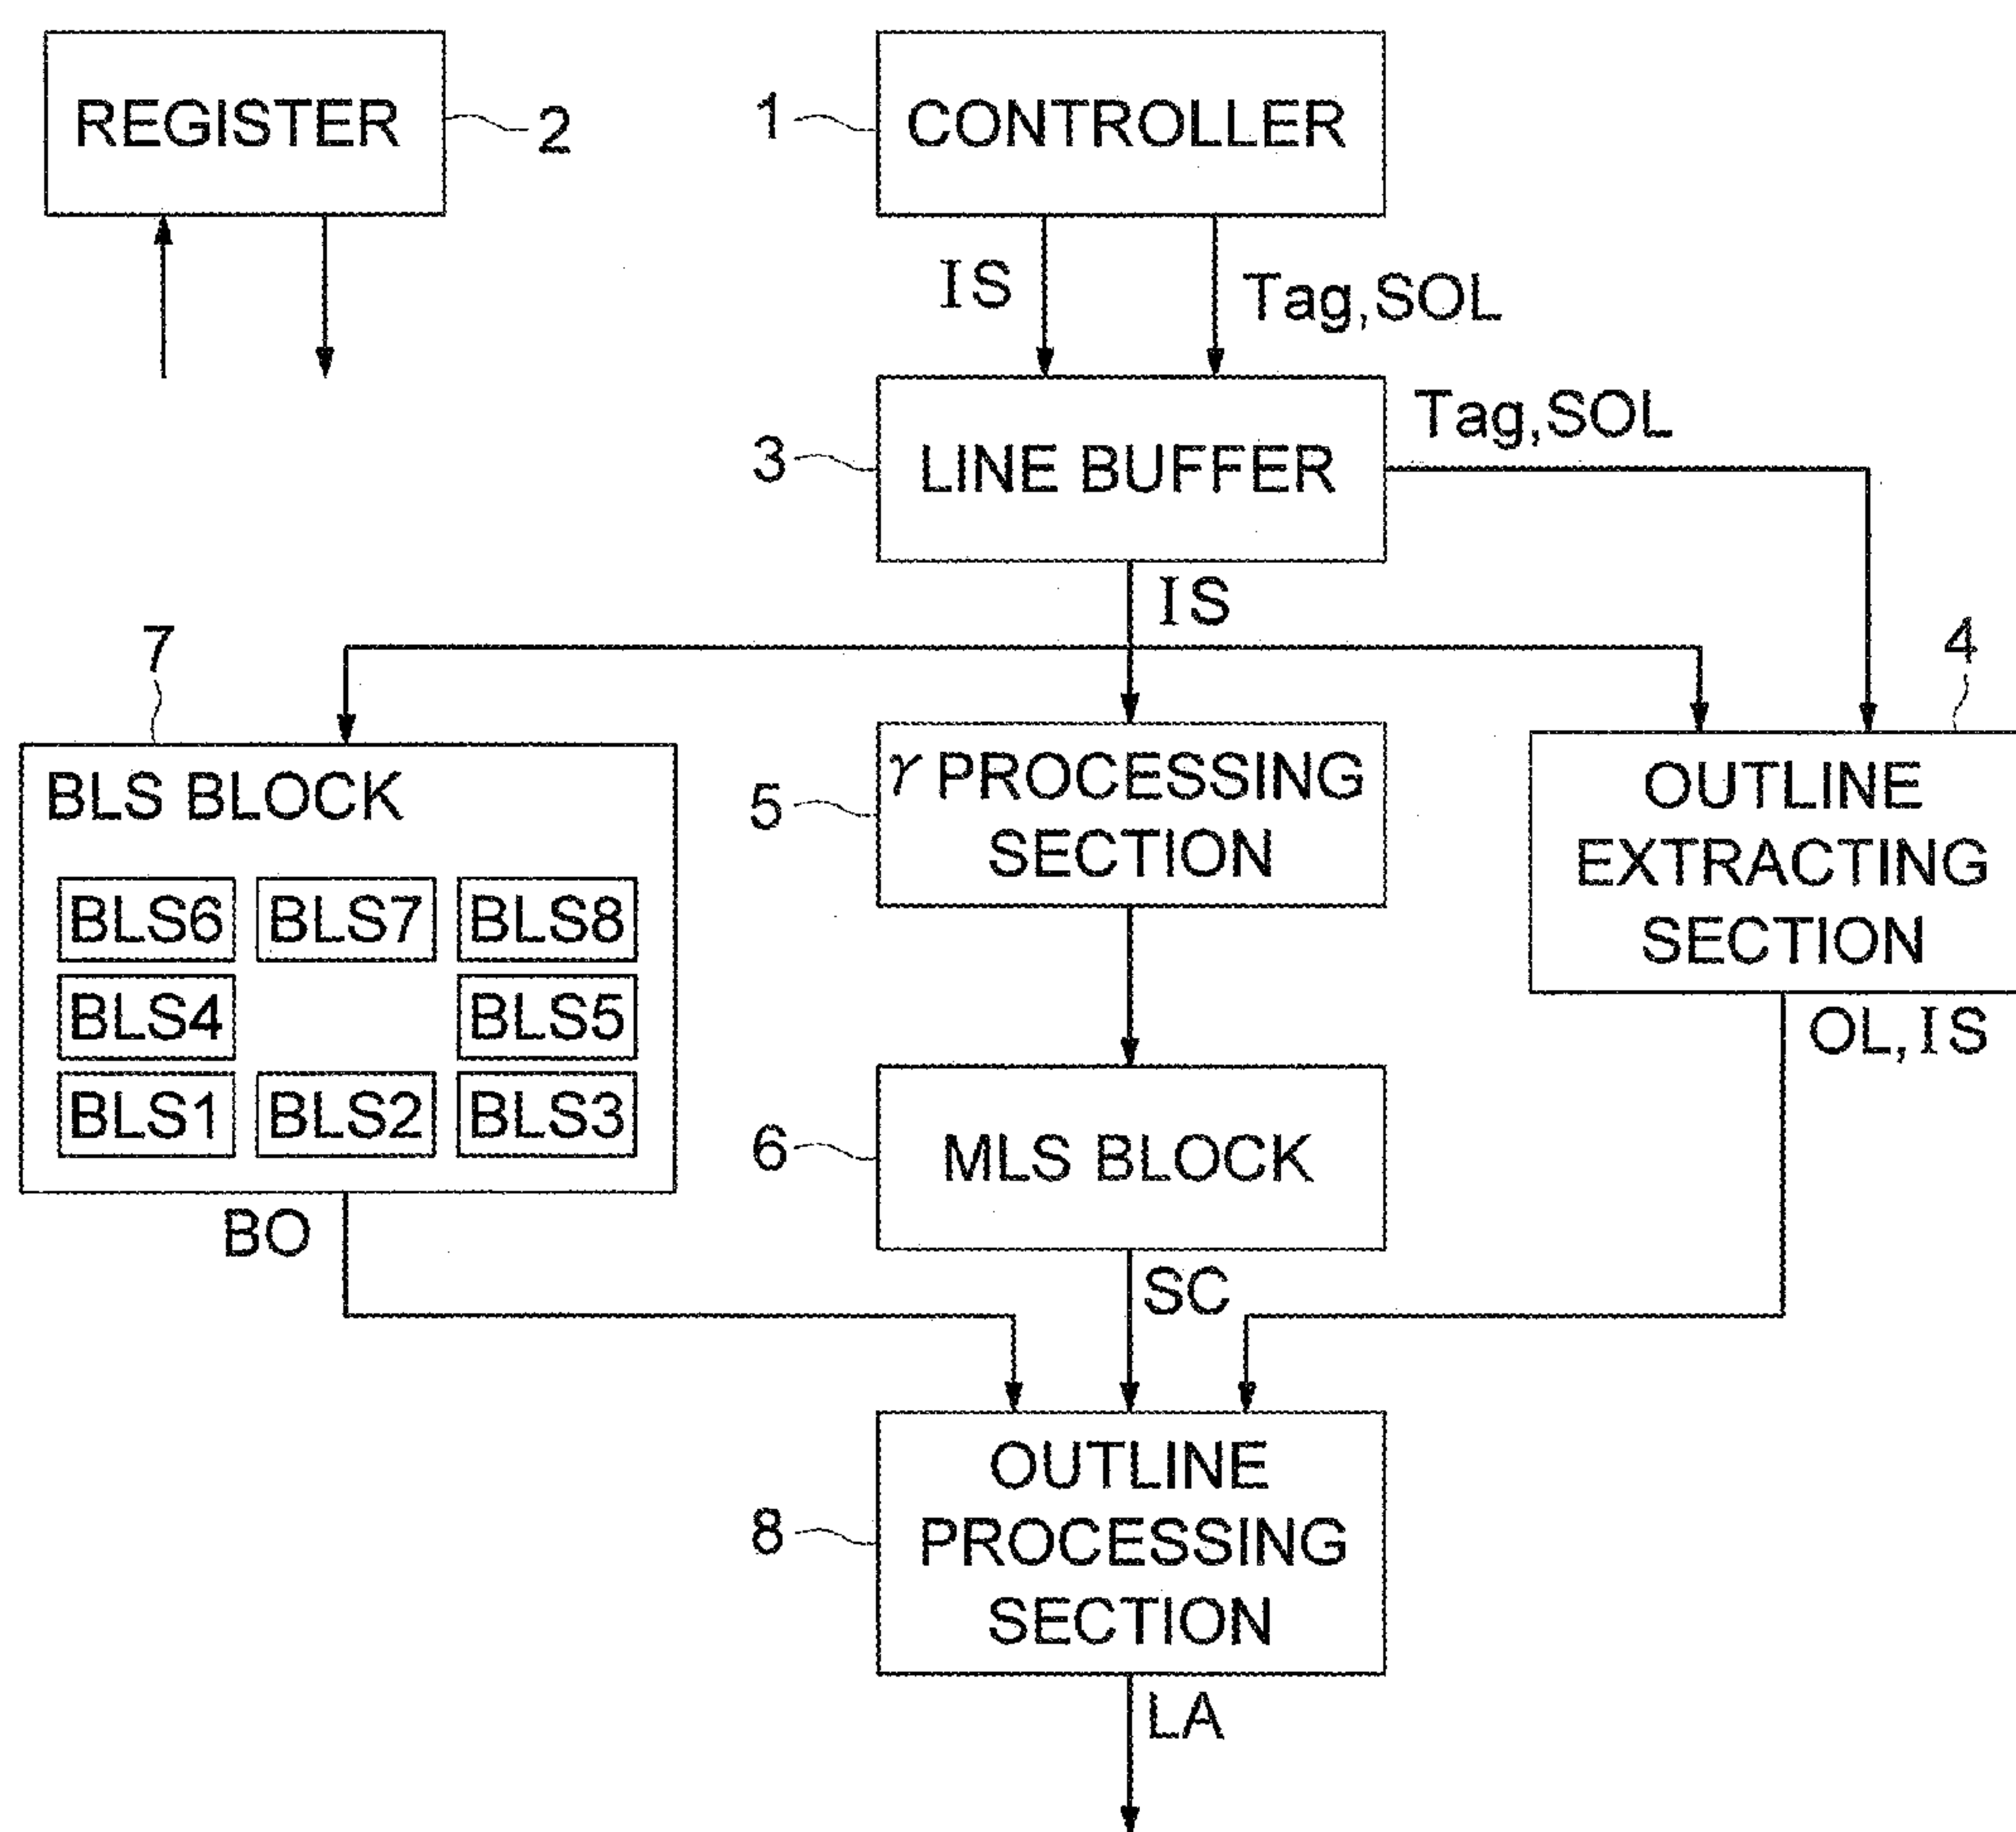 REGISTER
2
1
CONTROLLER
IS
Tag,SOL
3
LINE BUFFER
Tag,SOL
IS
7
4
BLS BLOCK
BLS6
BLS7
BLS8
BLS4
BLS5
BLS1
BLS2
BLS3
5
γ PROCESSING
SECTION
OUTLINE
EXTRACTING
SECTION
OL,IS
6
MLS BLOCK
BO
SC
8
OUTLINE
PROCESSING
SECTION
LA